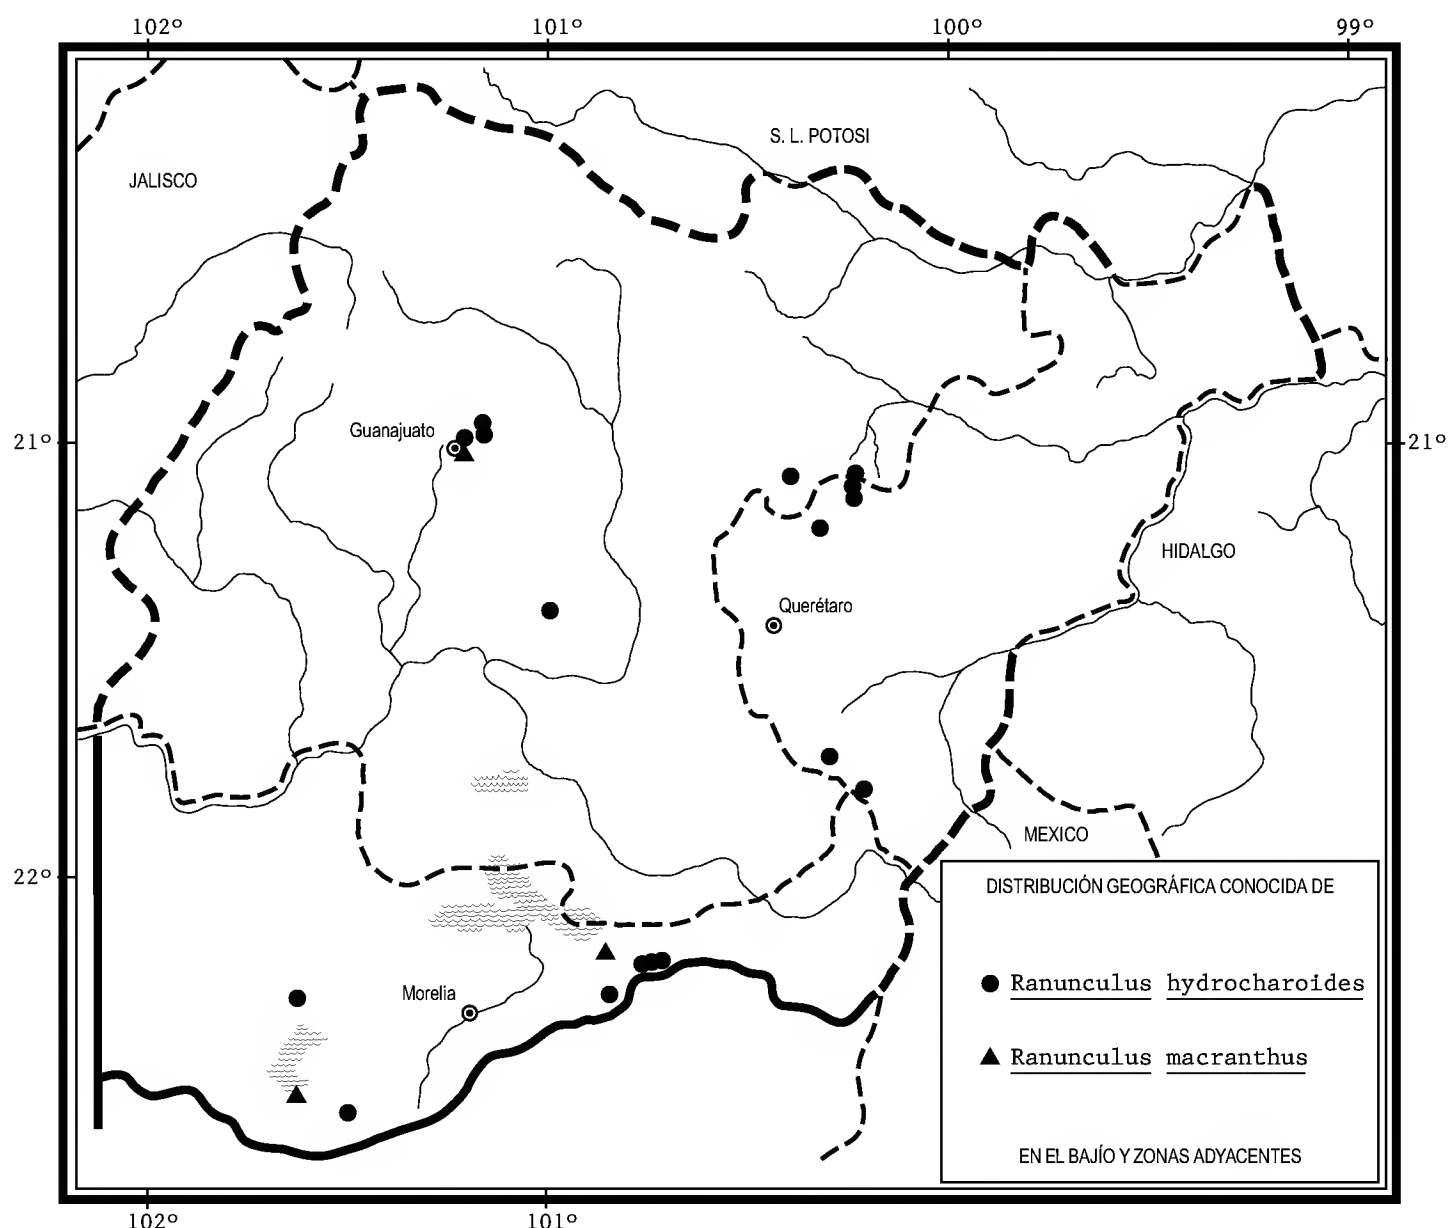 102° 101° 100° 99°
S. L. POTOSI
JALISCO
Guanajuato
21° 21°
HIDALGO
Querétaro
MEXICO
22°
DISTRIBUCIÓN GEOGRÁFICA CONOCIDA DE
Ranunculus hydrocharoides
Morelia
Ranunculus macranthus
EN EL BAJÍO Y ZONAS ADYACENTES
102° 101°